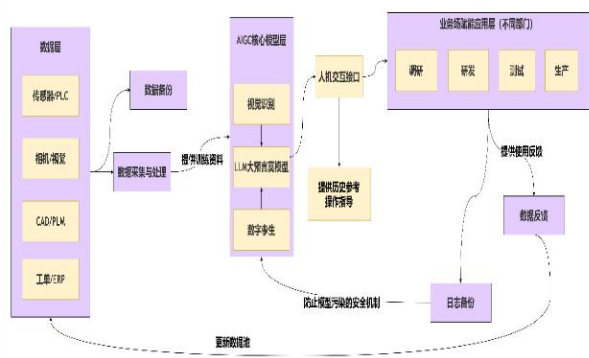 数据层
传感器/PLC
相机/视觉
CAD/PLM
工单/ERP
数据备份
数据采集与处理
提供训练资料
AIGC核心模型层
视觉识别
LLM大预言莫模型
数字孪生
人机交互接口
提供历史参考
操作指导
业务场赋能应用层（不同部门）
调研
研发
测试
生产
提供使用反馈
数据反馈
日志备份
防止模型污染的安全机制
更新数据池